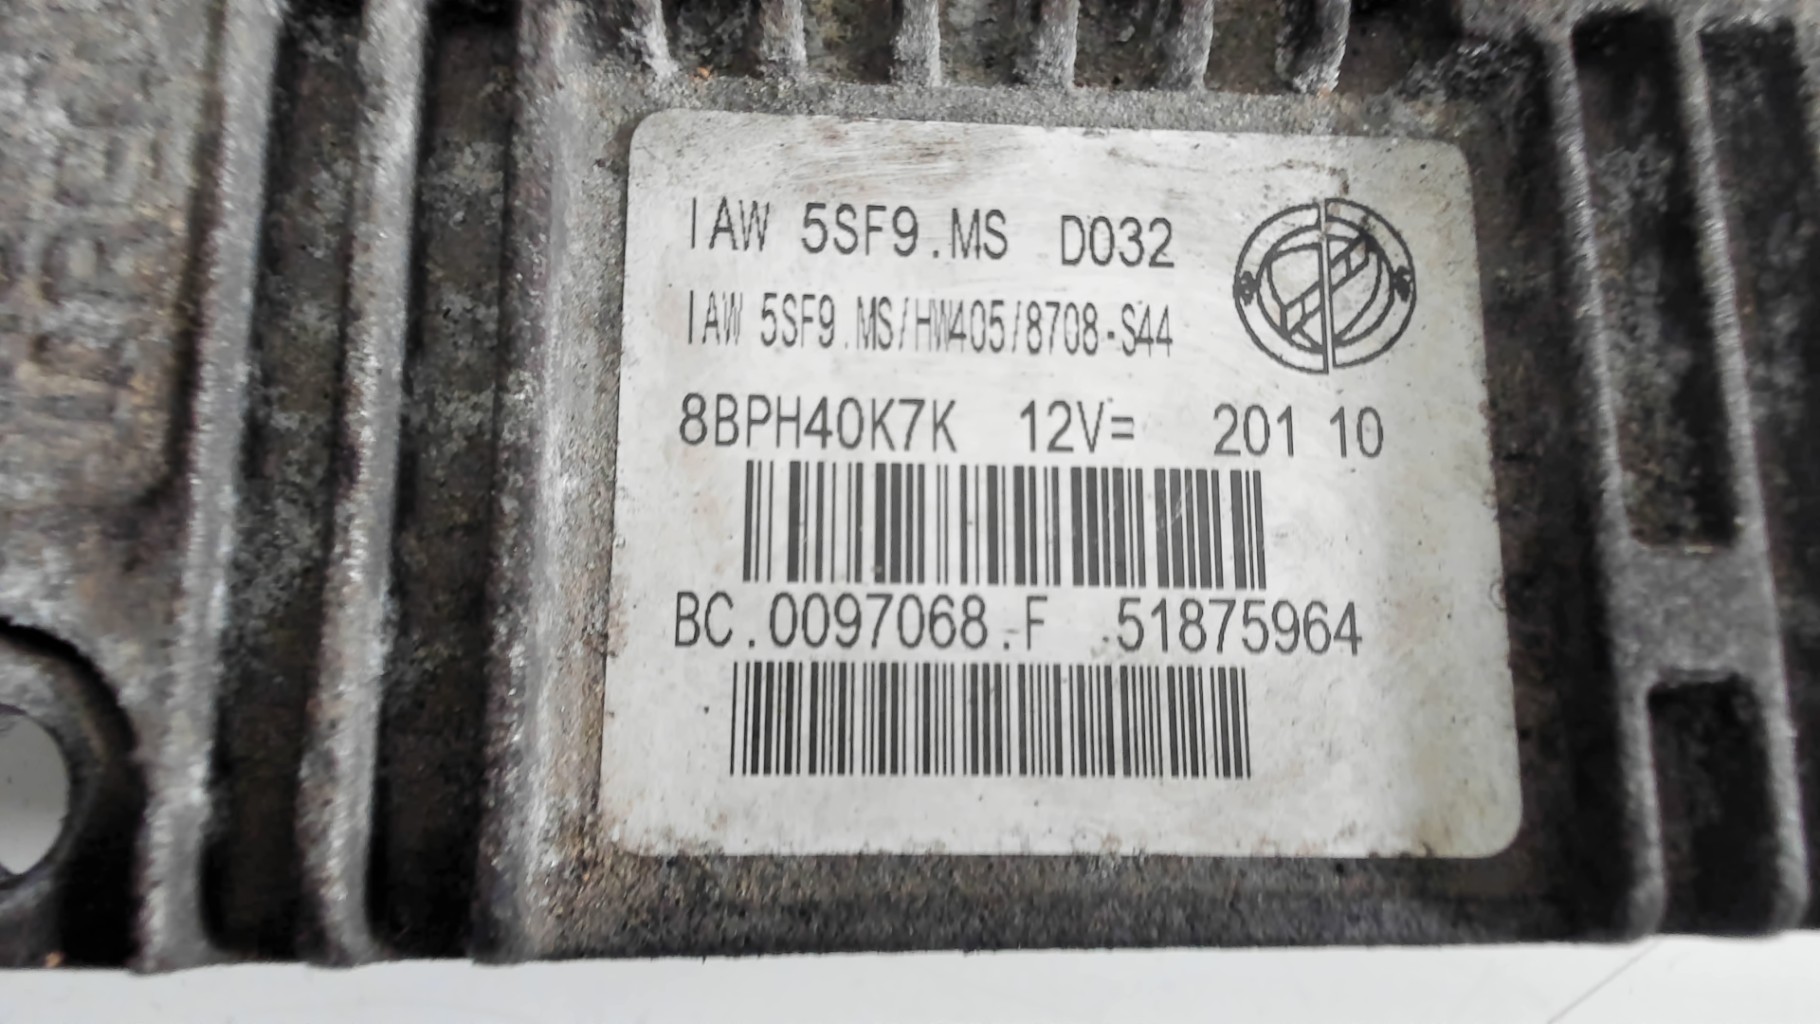 IAW 5SF9.MS D032
IAW 5SF9.MS/HW405/8708-S44
8BPH40K7K 12V= 201 10
BC.0097068.F 51875964